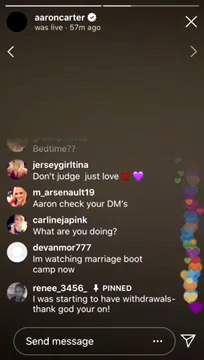 aaroncarter
was live · 57m ago
Bedtime??
jerseygirltina
Don't judge just love
m_arsenault19
Aaron check your DM's
carlinejapink
What are you doing?
devanmor777
Im watching marriage boot
camp now
renee_3456_ PINNED
I was starting to have withdrawals-
thank god your on!
Send message